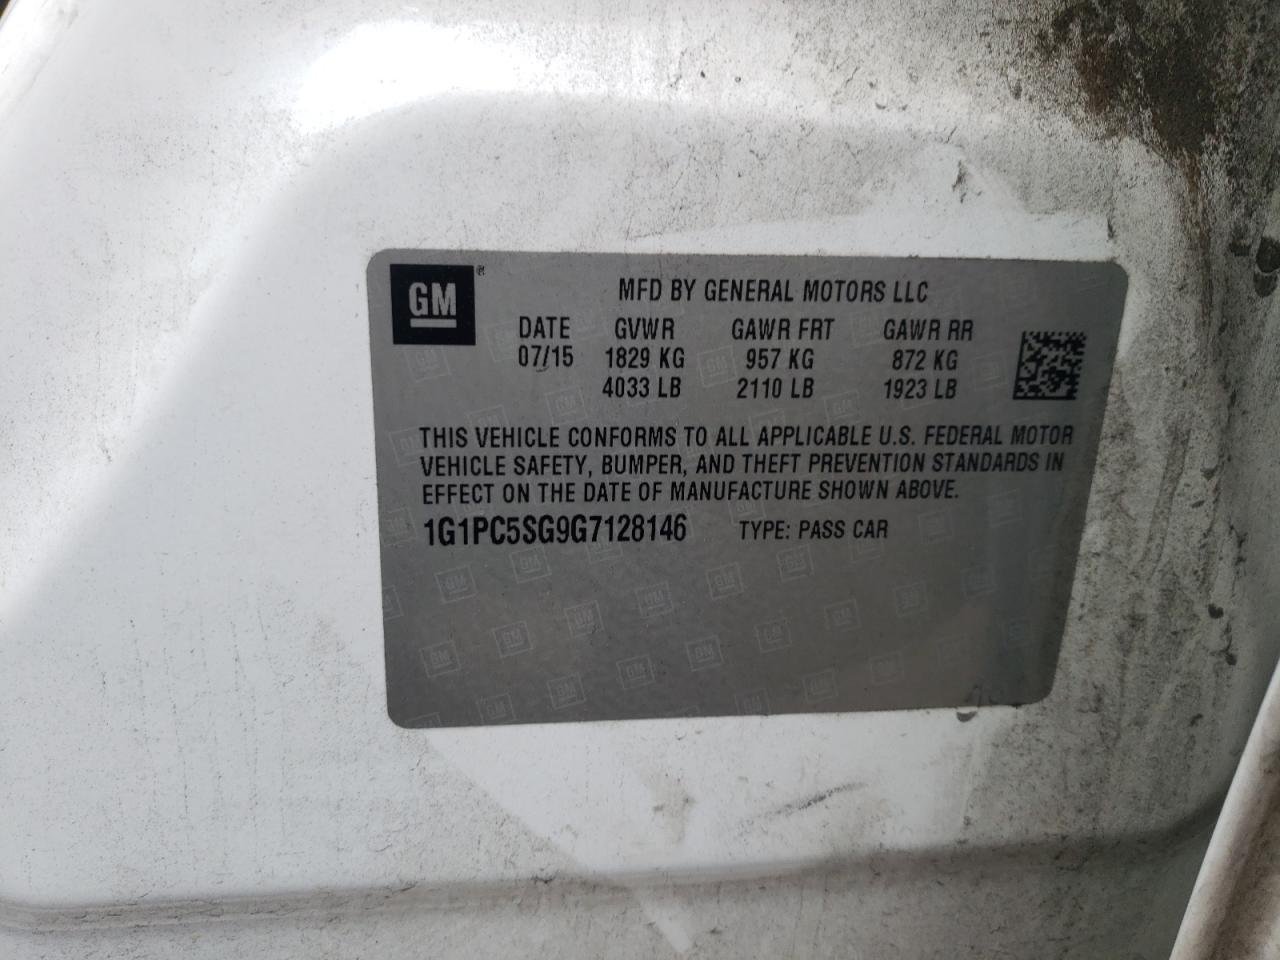 GM ®
MFD BY GENERAL MOTORS LLC
DATE GVWR GAWR FRT GAWR RR
07/15 1829 KG 957 KG 872 KG
4033 LB 2110 LB 1923 LB
THIS VEHICLE CONFORMS TO ALL APPLICABLE U.S. FEDERAL MOTOR
VEHICLE SAFETY, BUMPER, AND THEFT PREVENTION STANDARDS IN
EFFECT ON THE DATE OF MANUFACTURE SHOWN ABOVE.
1G1PC5SG9G7128146 TYPE: PASS CAR